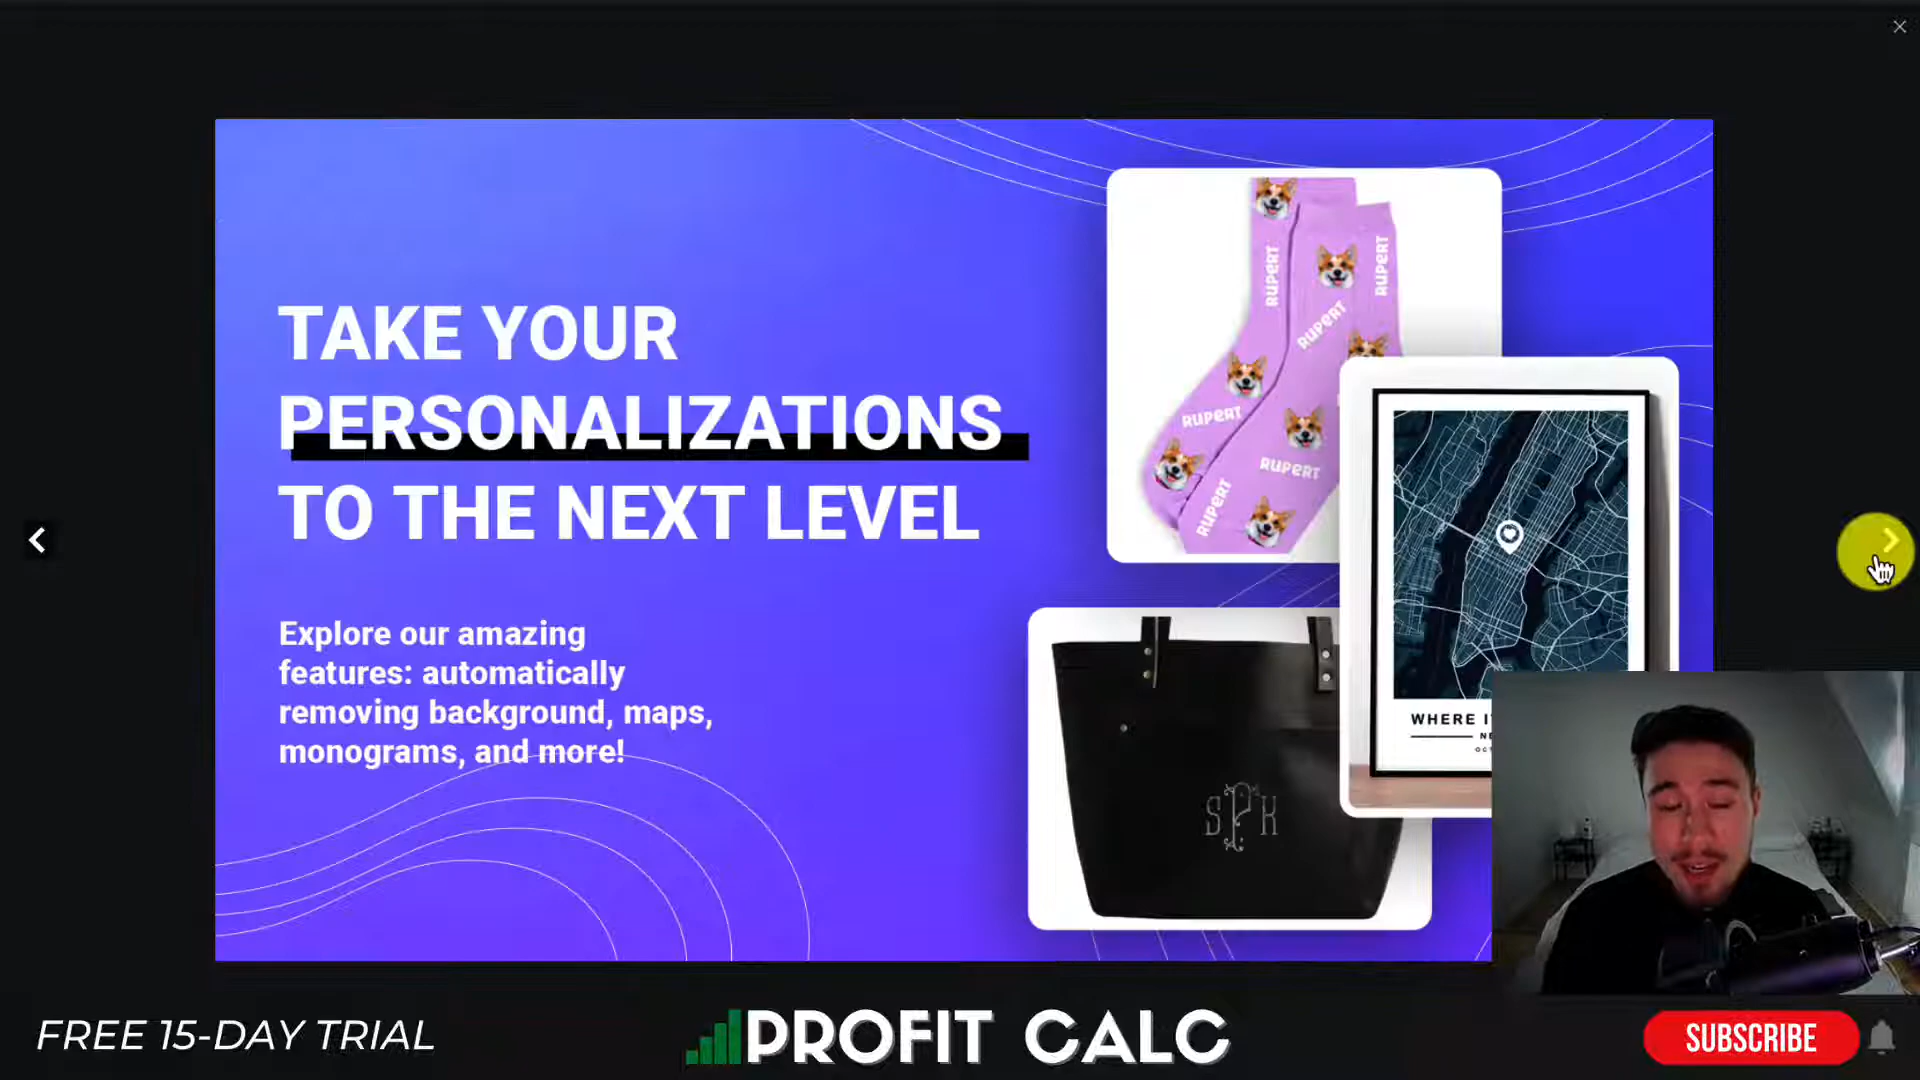 TAKE YOUR
PERSONALIZATIONS
TO THE NEXT LEVEL
Explore our amazing
features: automatically
removing background, maps,
monograms, and more!
RUPERT
RUPERT
RUPERT
RUPERT
RUPERT
RUPERT
WHERE
SPK
FREE 15-DAY TRIAL
PROFIT CALC
SUBSCRIBE